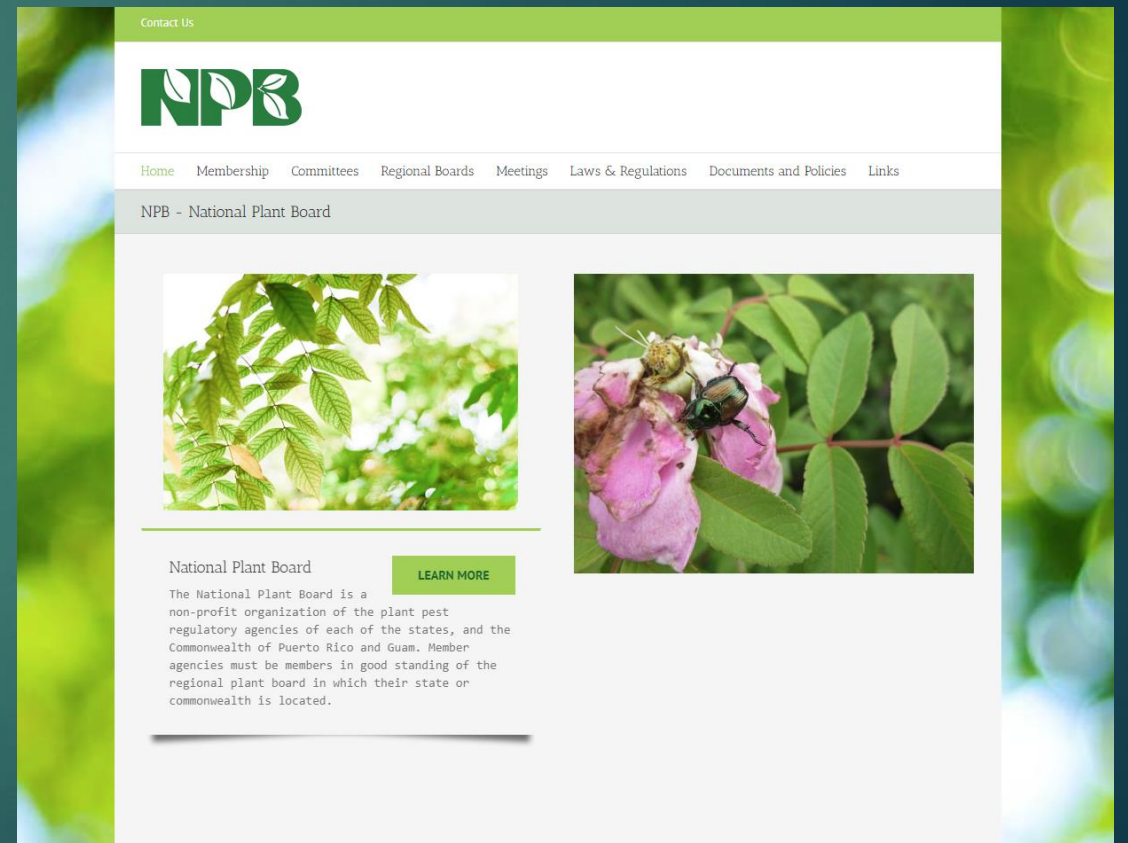 Contact Us
NPB
Home Membership Committees Regional Boards Meetings Laws & Regulations Documents and Policies Links
NPB - National Plant Board
National Plant Board
LEARN MORE
The National Plant Board is a
non-profit organization of the plant pest
regulatory agencies of each of the states, and the
Commonwealth of Puerto Rico and Guam. Member
agencies must be members in good standing of the
regional plant board in which their state or
commonwealth is located.